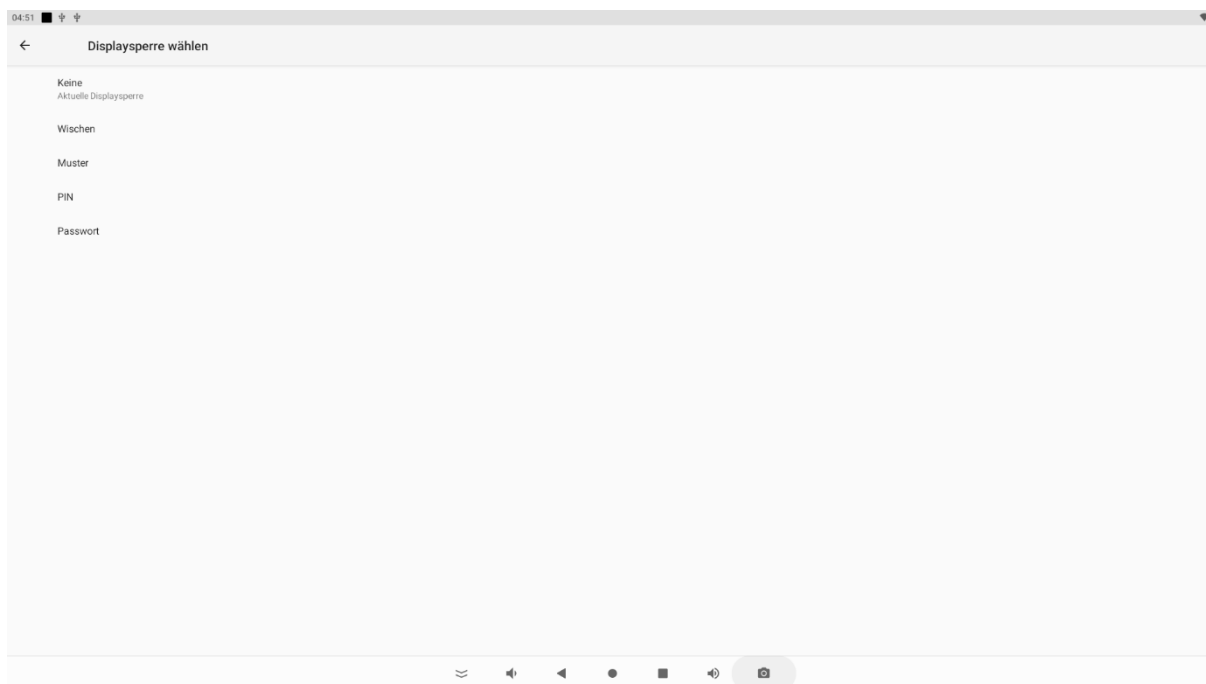 04:51
Displaysperre wählen
Keine
Aktuelle Displaysperre
Wischen
Muster
PIN
Passwort